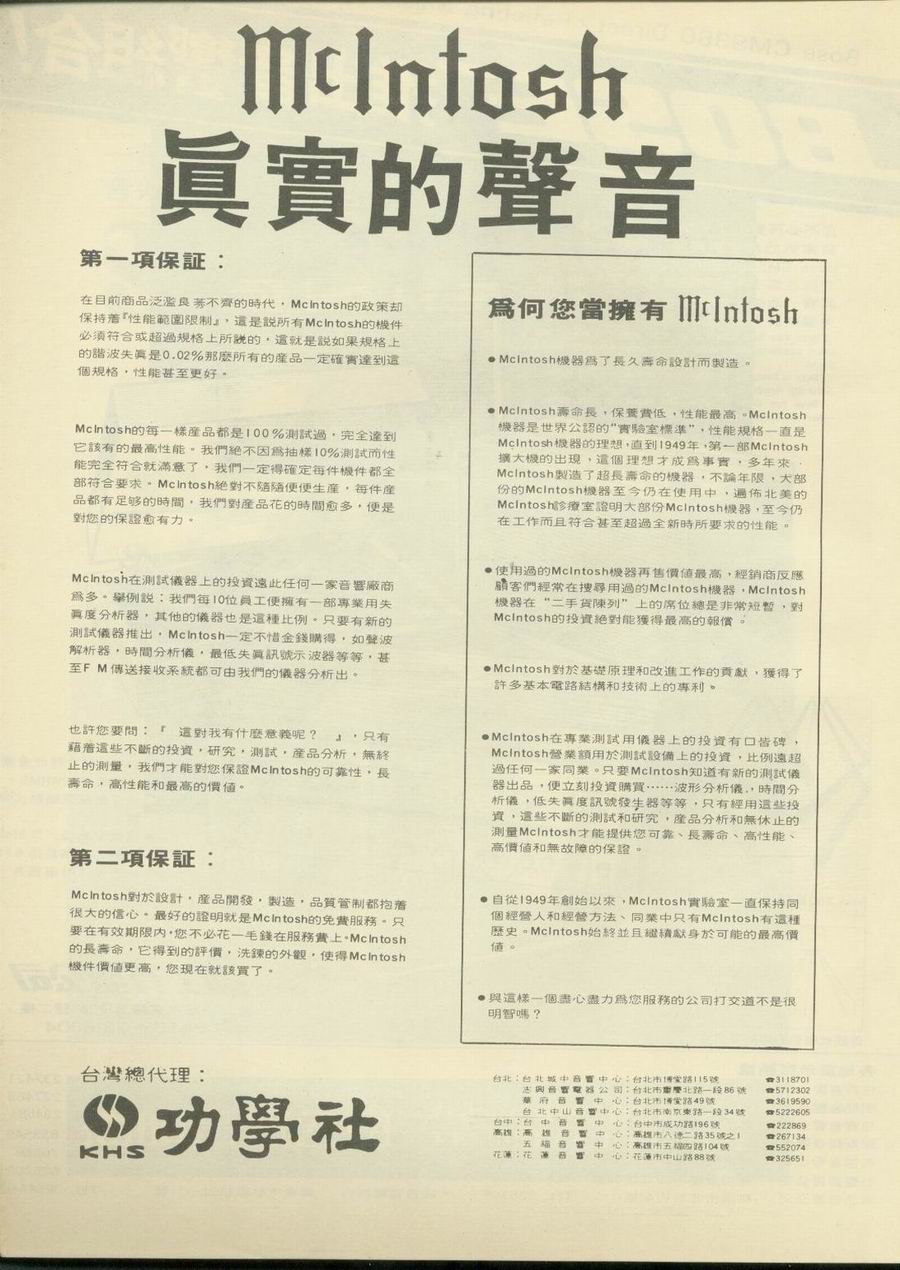 McIntosh
眞實的聲音
第一項保証：
在目前商品泛濫良莠不齊的時代，McIntosh的政策却
保持着『性能範圍限制』，這是説所有McIntosh的機件
必須符合或超過規格上所説的，這就是説如果規格上
的諧波失眞是0.02%那麼所有的產品一定確實達到這
個規格，性能甚至更好。
McIntosh的每一樣產品都是100%測試過，完全達到
它該有的最高性能。我們絶不因爲抽樣10%測試而性
能完全符合就滿意了，我們一定得確定每件機件都全
部符合要求。McIntosh絶對不隨隨便便生產，每件產
品都有足够的時間，我們對產品花的時間愈多，便是
對您的保證愈有力。
McIntosh在測試儀器上的投資遠此任何一家音響廠商
爲多。舉例説：我們每10位員工便擁有一部專業用失
眞度分析器，其他的儀器也是這種比例。只要有新的
測試儀器推出，McIntosh一定不惜金錢購得，如聲波
解析器，時間分析儀，最低失眞訊號示波器等等，甚
至F M傳送接收系統都可由我們的儀器分析出。
也許您要問：『 這對我有什麼意義呢？ 』，只有
藉着這些不斷的投資，研究，測試，產品分析，無終
止的測量，我們才能對您保證McIntosh的可靠性，長
壽命，高性能和最高的價値。
第二項保証：
McIntosh對於設計，產品開發，製造，品質管制都抱着
很大的信心。最好的證明就是McIntosh的免費服務。只
要在有效期限内，您不必花一毛錢在服務費上。McIntosh
的長壽命，它得到的評價，洗鍊的外觀，使得McIntosh
機件價値更高，您現在就該買了。
爲何您當擁有 McIntosh
●McIntosh機器爲了長久壽命設計而製造。
●McIntosh壽命長，保養費低，性能最高。McIntosh
機器是世界公認的“實驗室標準”，性能規格一直是
McIntosh機器的理想，直到1949年，第一部McIntosh
擴大機的出現，這個理想才成爲事實，多年來，
McIntosh製造了超長壽命的機器，不論年限，大部
份的McIntosh機器至今仍在使用中，遍佈北美的
McIntosh診療室證明大部份McIntosh機器，至今仍
在工作而且符合甚至超過全新時所要求的性能。
●使用過的McIntosh機器再售價値最高，經銷商反應
顧客們經常在搜尋用過的McIntosh機器，McIntosh
機器在“二手貨陳列”上的席位總是非常短暫，對
McIntosh的投資絶對能獲得最高的報償。
●McIntosh對於基礎原理和改進工作的貢獻，獲得了
許多基本電路結構和技術上的專利。
●McIntosh在專業測試用儀器上的投資有口皆碑，
McIntosh營業額用於測試設備上的投資，比例遠超
過任何一家同業。只要McIntosh知道有新的測試儀
器出品，便立刻投資購買……波形分析儀，時間分
析儀，低失眞度訊號發生器等等，只有經用這些投
資，這些不斷的測試和研究，產品分析和無休止的
測量McIntosh才能提供您可靠、長壽命、高性能、
高價値和無故障的保證。
●自從1949年創始以來，McIntosh實驗室一直保持同
個經營人和經營方法、同業中只有McIntosh有這種
歷史。McIntosh始終並且繼續獻身於可能的最高價
値。
●與這樣一個盡心盡力爲您服務的公司打交道不是很
明智嗎？
台灣總代理：
KHS 功學社
台北：台北城中音響中心：台北市博愛路115號 ☎3118701
志興音響電器公司：台北市重慶北路一段86號 ☎5712302
華府音響中心：台北市博愛路49號 ☎3619590
台北中山音響中心：台北市南京東路一段34號 ☎5222605
台中：台中音響中心：台中市成功路196號 ☎222869
高雄：高雄音響中心：高雄市八德二路35號之1 ☎267134
五福音響中心：高雄市五福四路104號 ☎552074
花蓮：花蓮音響中心：花蓮市中山路88號 ☎325651